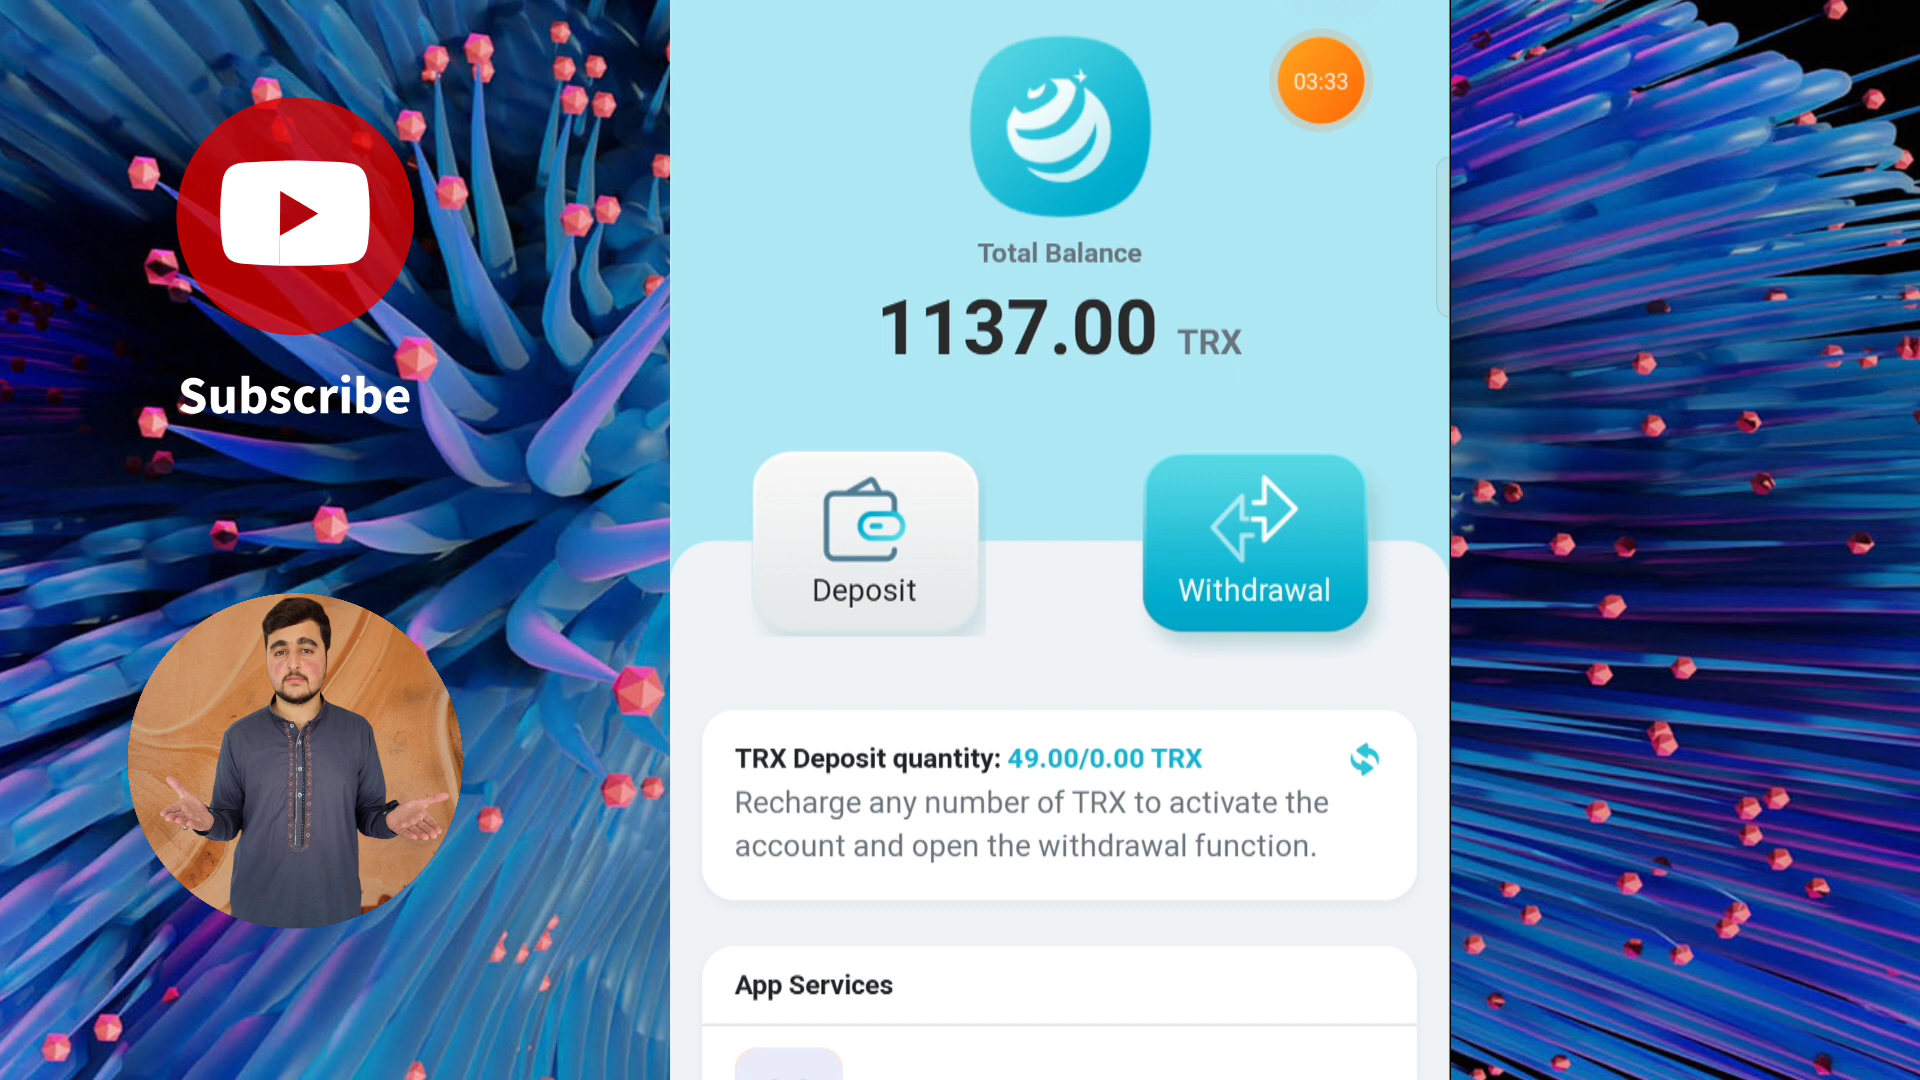 03:33
Total Balance
1137.00 TRX
Subscribe
Deposit
Withdrawal
TRX Deposit quantity: 49.00/0.00 TRX
Recharge any number of TRX to activate the
account and open the withdrawal function.
App Services